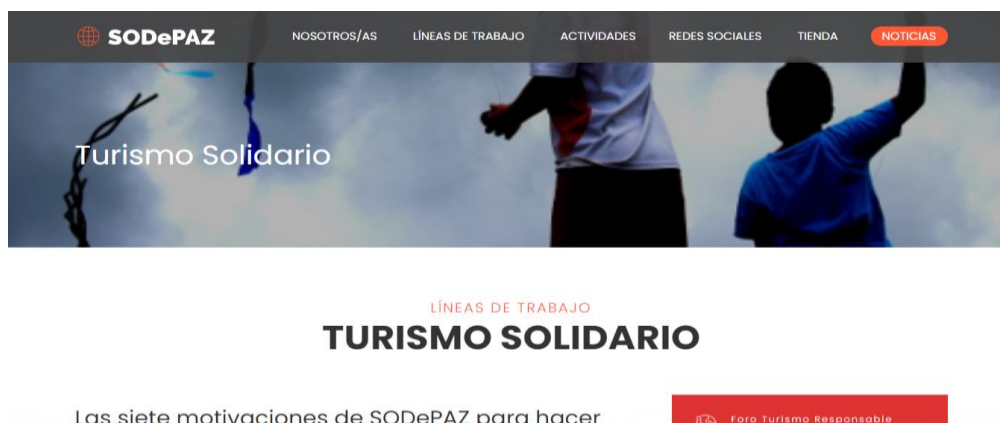 SODePAZ NOSOTROS/AS LÍNEAS DE TRABAJO ACTIVIDADES REDES SOCIALES TIENDA NOTICIAS
Turismo Solidario
LÍNEAS DE TRABAJO
TURISMO SOLIDARIO
Las siete motivaciones de SODePAZ para hacer
Foro Turismo Responsable